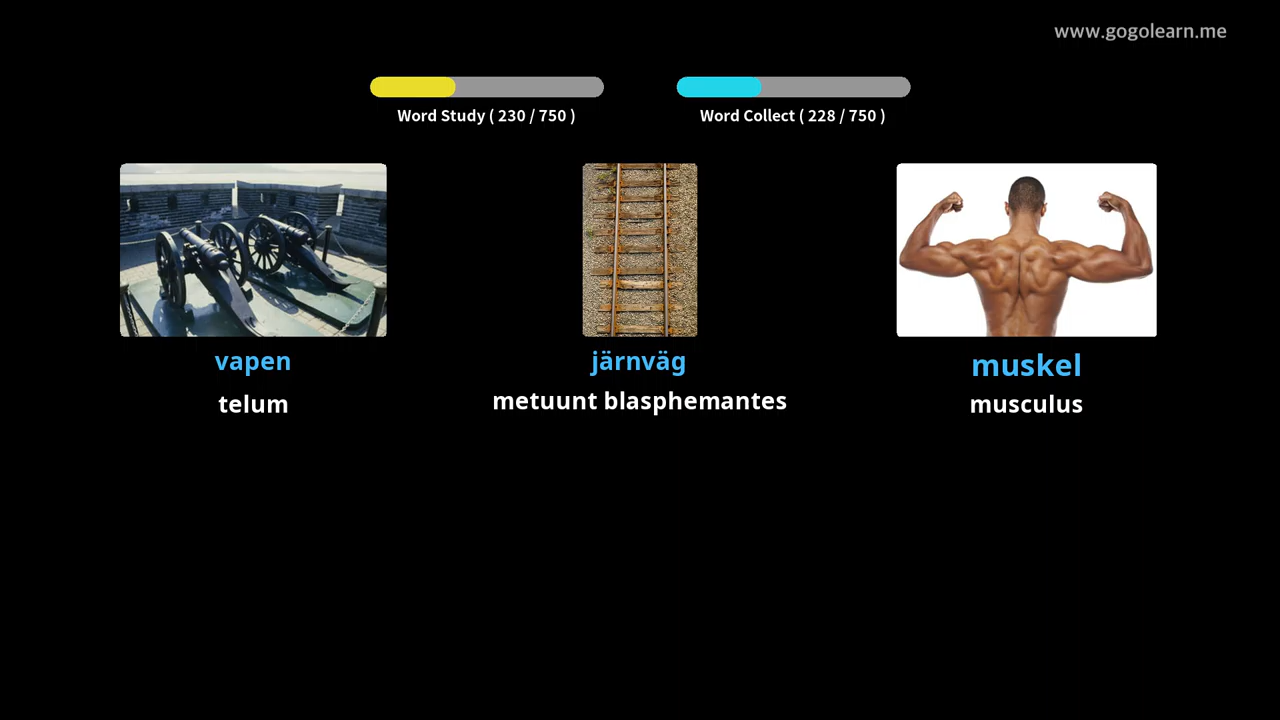 www.gogolearn.me
Word Study ( 230 / 750 )
Word Collect ( 228 / 750 )
vapen
järnväg
muskel
telum
metuunt blasphemantes
musculus